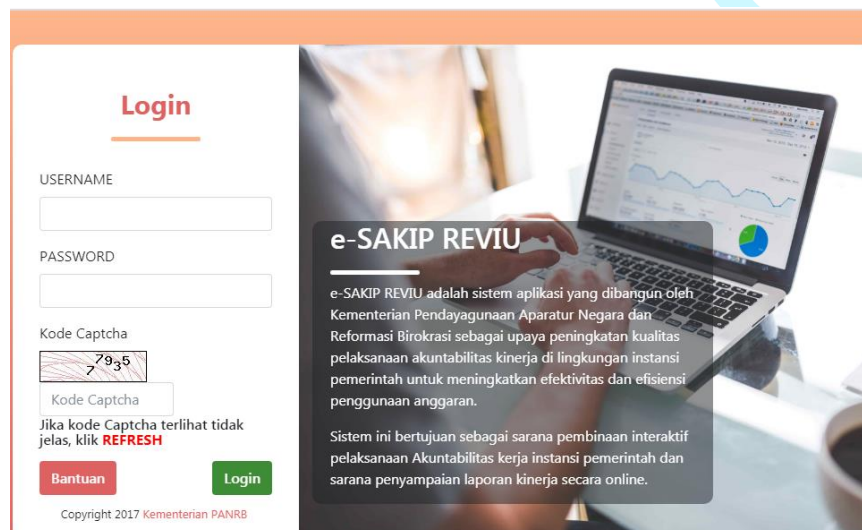 Login
USERNAME
PASSWORD
Kode Captcha
77935
Kode Captcha
Jika kode Captcha terlihat tidak
jelas, klik REFRESH
Bantuan
Login
Copyright 2017 Kementerian PANRB
e-SAKIP REVIU
e-SAKIP REVIU adalah sistem aplikasi yang dibangun oleh
Kementerian Pendayagunaan Aparatur Negara dan
Reformasi Birokrasi sebagai upaya peningkatan kualitas
pelaksanaan akuntabilitas kinerja di lingkungan instansi
pemerintah untuk meningkatkan efektivitas dan efisiensi
penggunaan anggaran.
Sistem ini bertujuan sebagai sarana pembinaan interaktif
pelaksanaan Akuntabilitas kerja instansi pemerintah dan
sarana penyampaian laporan kinerja secara online.